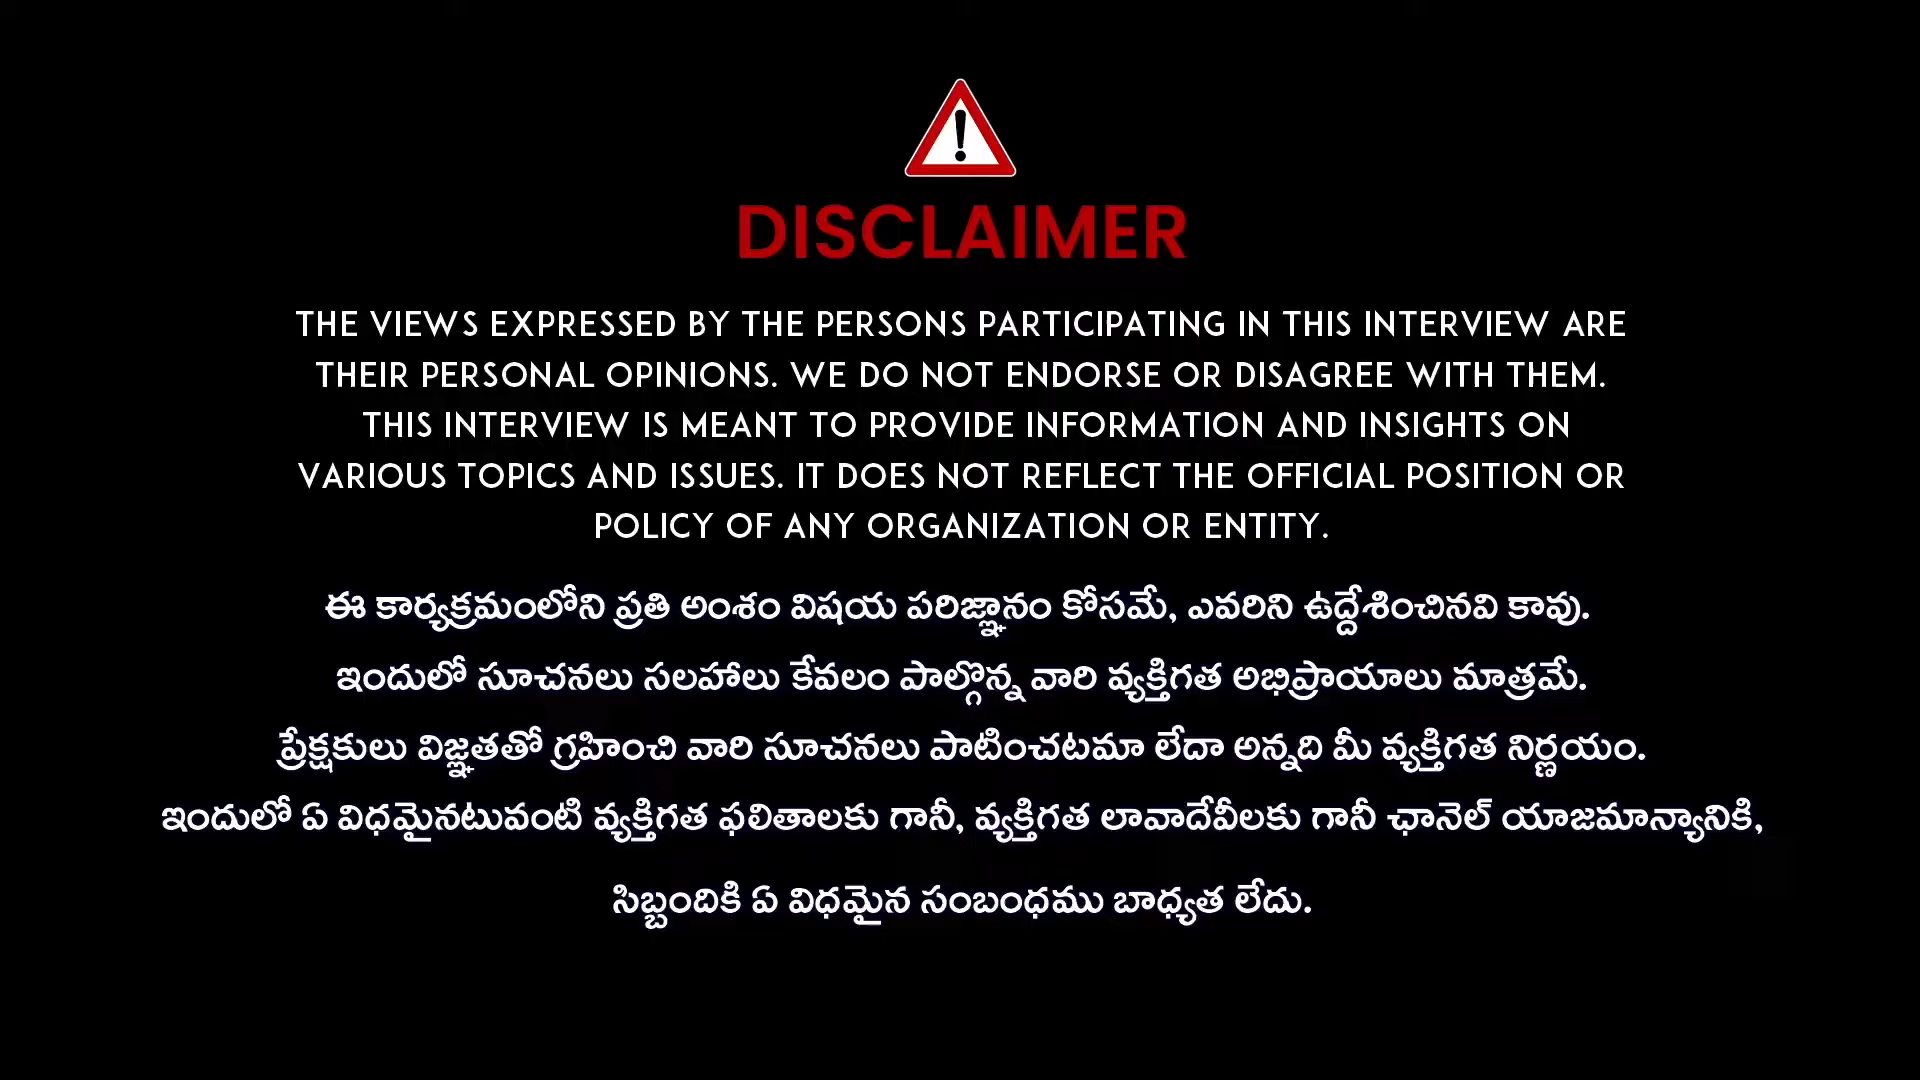 DISCLAIMER
THE VIEWS EXPRESSED BY THE PERSONS PARTICIPATING IN THIS INTERVIEW ARE
THEIR PERSONAL OPINIONS. WE DO NOT ENDORSE OR DISAGREE WITH THEM.
THIS INTERVIEW IS MEANT TO PROVIDE INFORMATION AND INSIGHTS ON
VARIOUS TOPICS AND ISSUES. IT DOES NOT REFLECT THE OFFICIAL POSITION OR
POLICY OF ANY ORGANIZATION OR ENTITY.
ఈ కార్యక్రమంలోని ప్రతి అంశం విషయ పరిజ్ఞానం కోసమే, ఎవరిని ఉద్దేశించినవి కావు.
ఇందులో సూచనలు సలహాలు కేవలం పాల్గొన్న వారి వ్యక్తిగత అభిప్రాయాలు మాత్రమే.
ప్రేక్షకులు విజ్ఞతతో గ్రహించి వారి సూచనలు పాటించటమా లేదా అన్నది మీ వ్యక్తిగత నిర్ణయం.
ఇందులో ఏ విధమైనటువంటి వ్యక్తిగత ఫలితాలకు గానీ, వ్యక్తిగత లావాదేవీలకు గానీ ఛానెల్ యాజమాన్యానికి,
సిబ్బందికి ఏ విధమైన సంబంధము బాధ్యత లేదు.